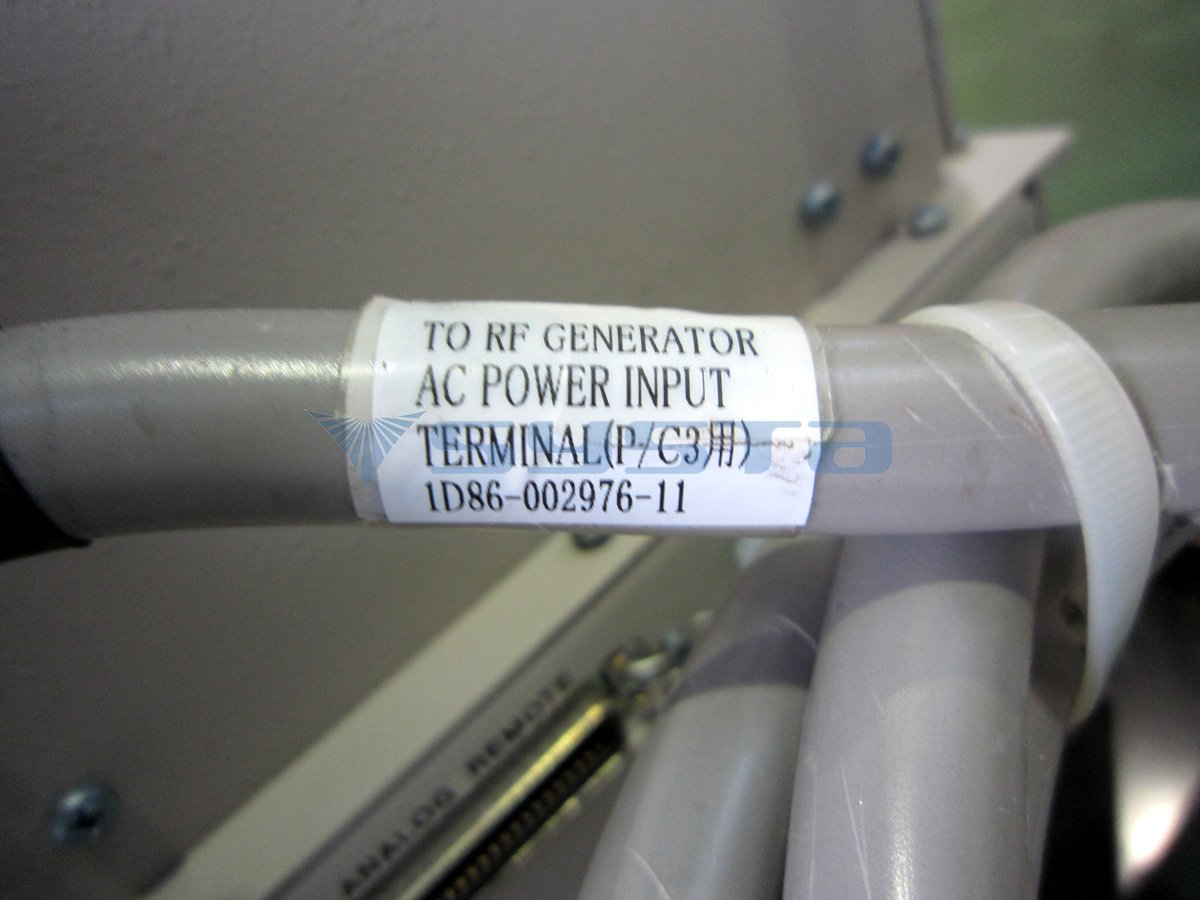 TO RF GENERATOR
AC POWER INPUT
TERMINAL(P/C3用)
1D86-002976-11
ANALOG REMOTE